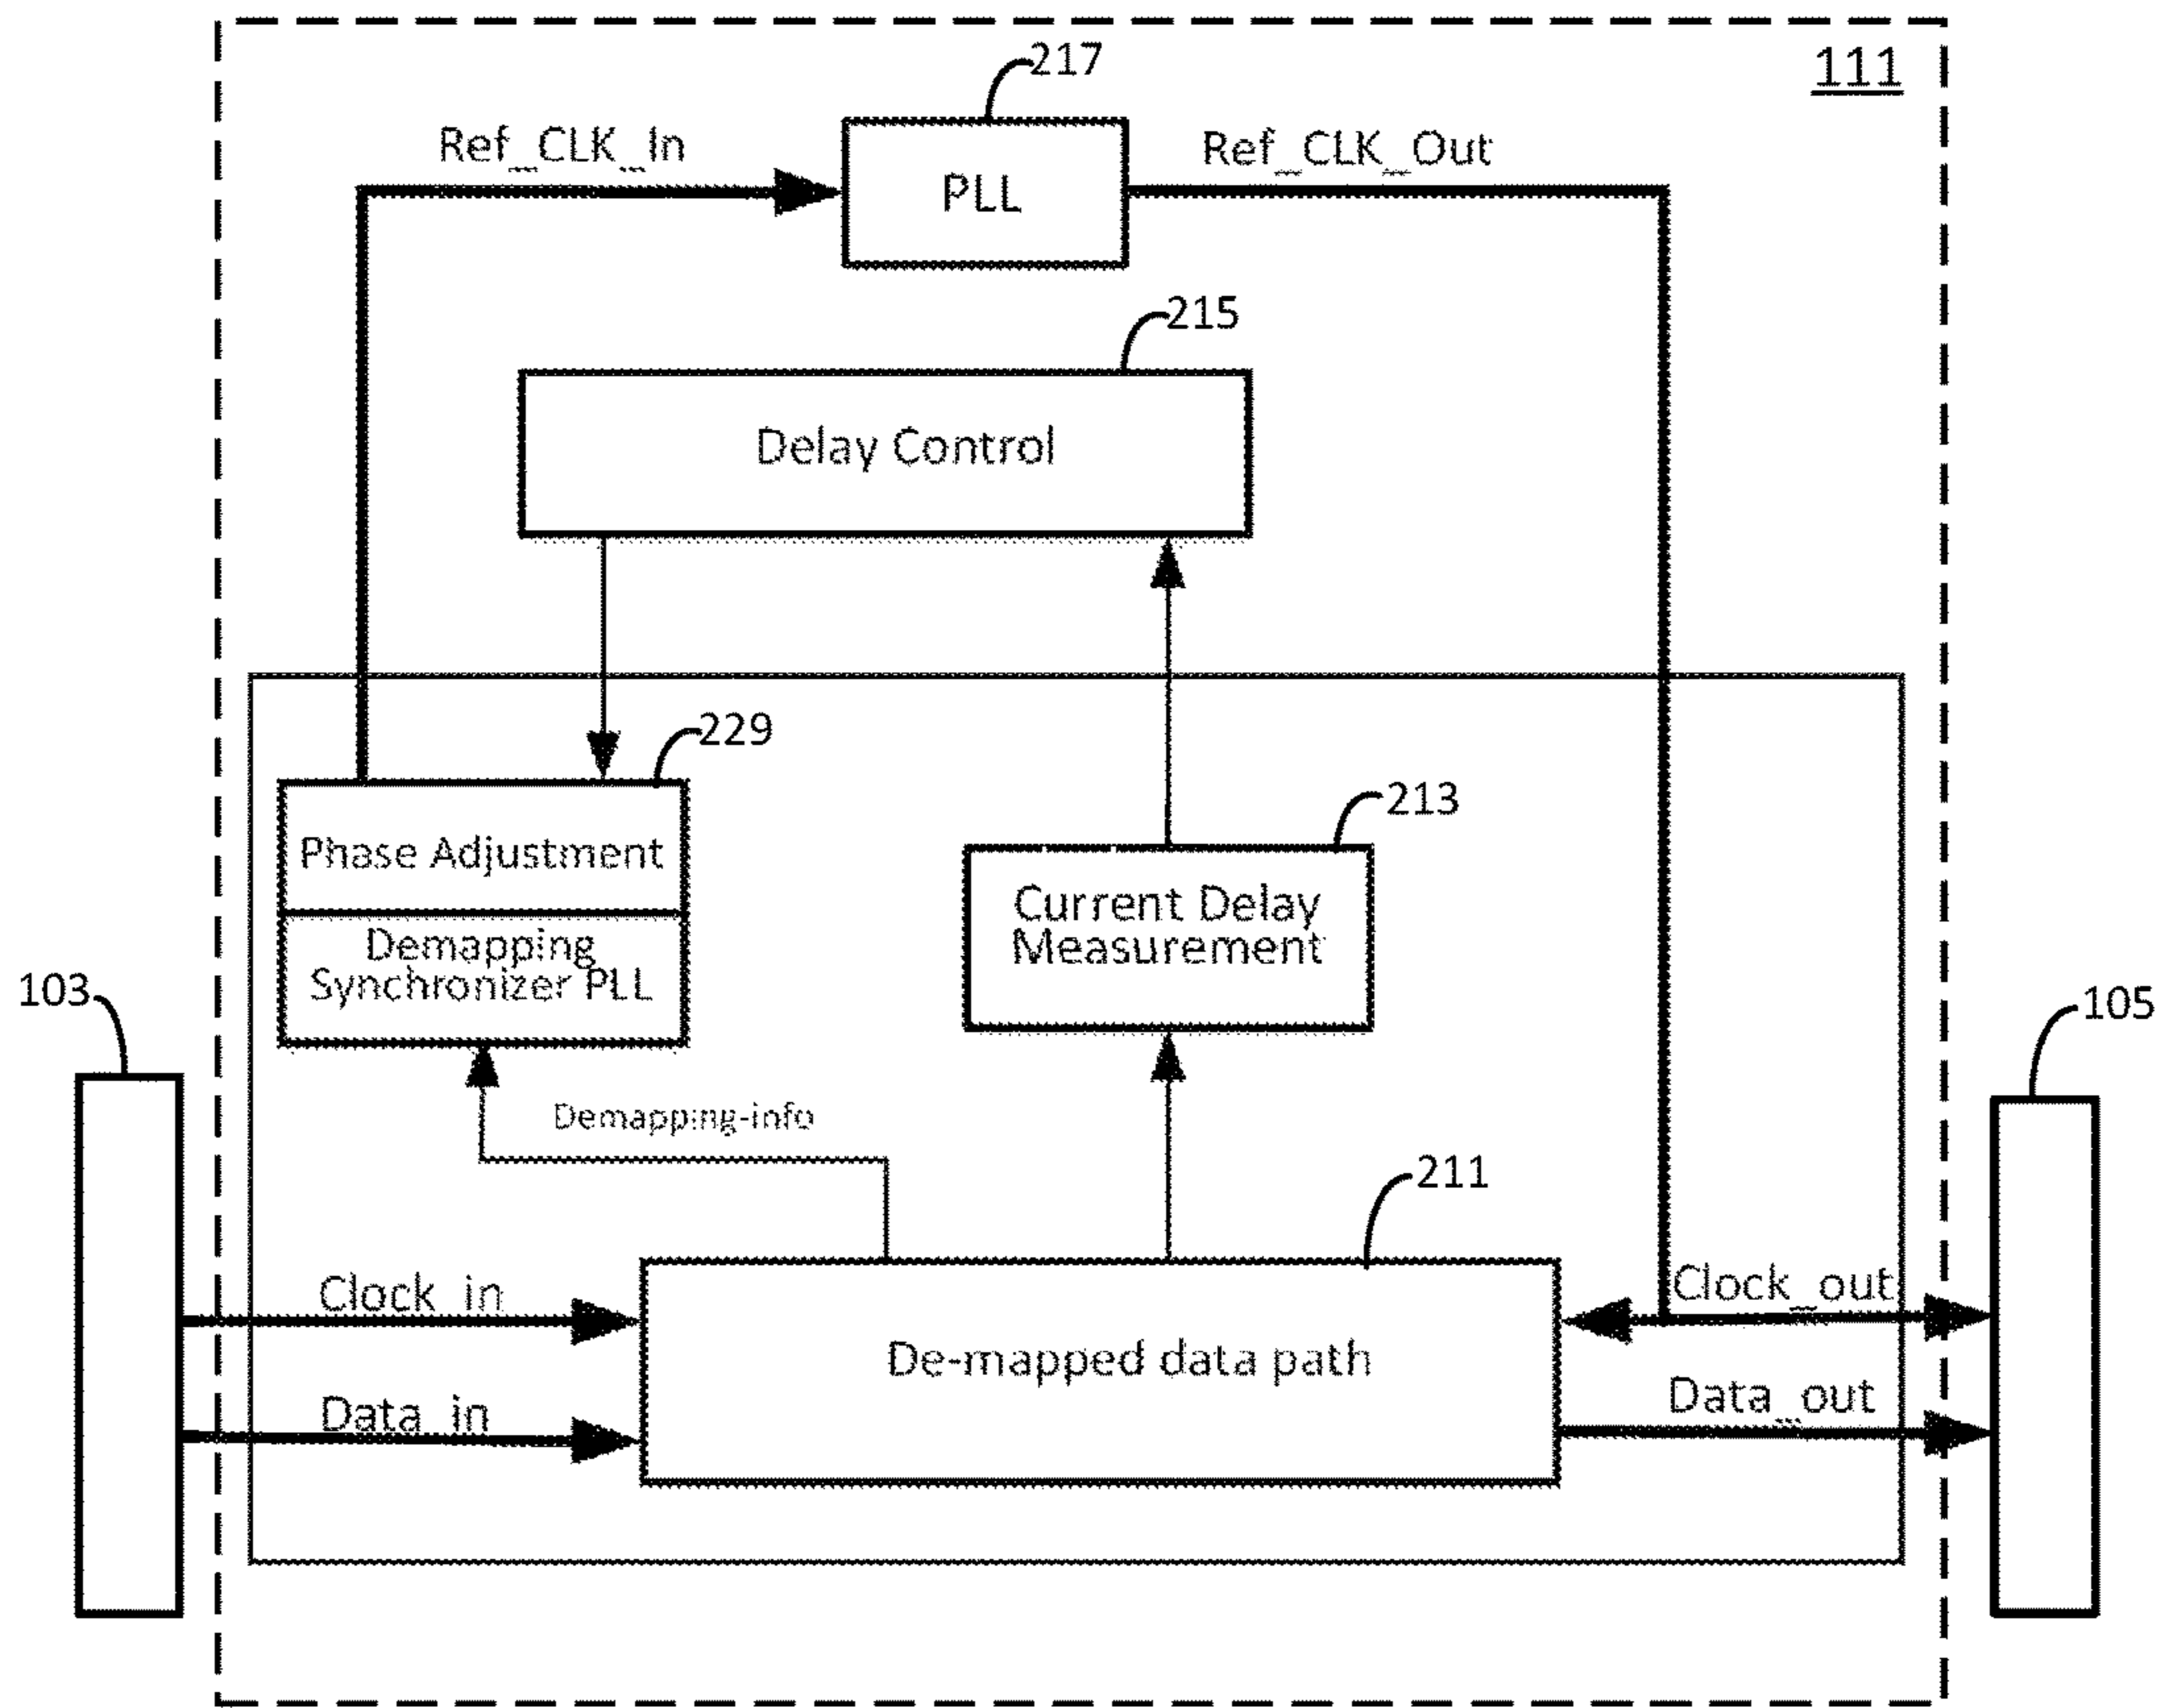 217
111
Ref_CLK_In
Ref_CLK_Out
PLL
215
Delay Control
229
213
Phase Adjustment
Current Delay
Measurement
Demapping
Synchronizer PLL
103
105
Demapping-info
211
Clock_in
Clock_out
De-mapped data path
Data_in
Data_out